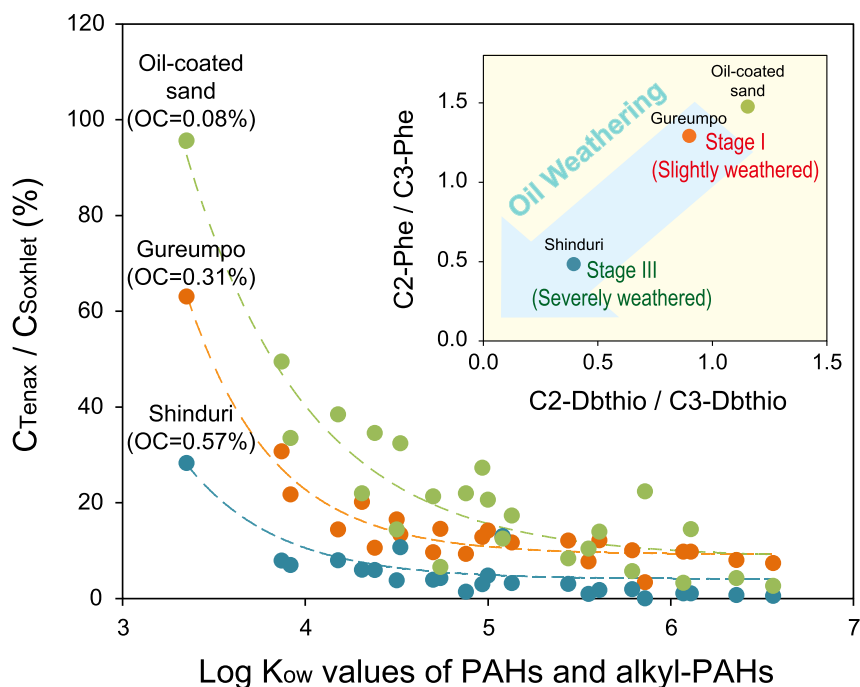 120
100
80
60
40
20
0
3
4
5
6
7
CTenax / CSoxhlet (%)
Log Kow values of PAHs and alkyl-PAHs
Oil-coated
sand
(OC=0.08%)
Gureumpo
(OC=0.31%)
Shinduri
(OC=0.57%)
1.5
1.0
0.5
0.0
0.0
0.5
1.0
1.5
C2-Phe / C3-Phe
C2-Dbthio / C3-Dbthio
Oil Weathering
Oil-coated
sand
Gureumpo
Stage I
(Slightly weathered)
Shinduri
Stage III
(Severely weathered)